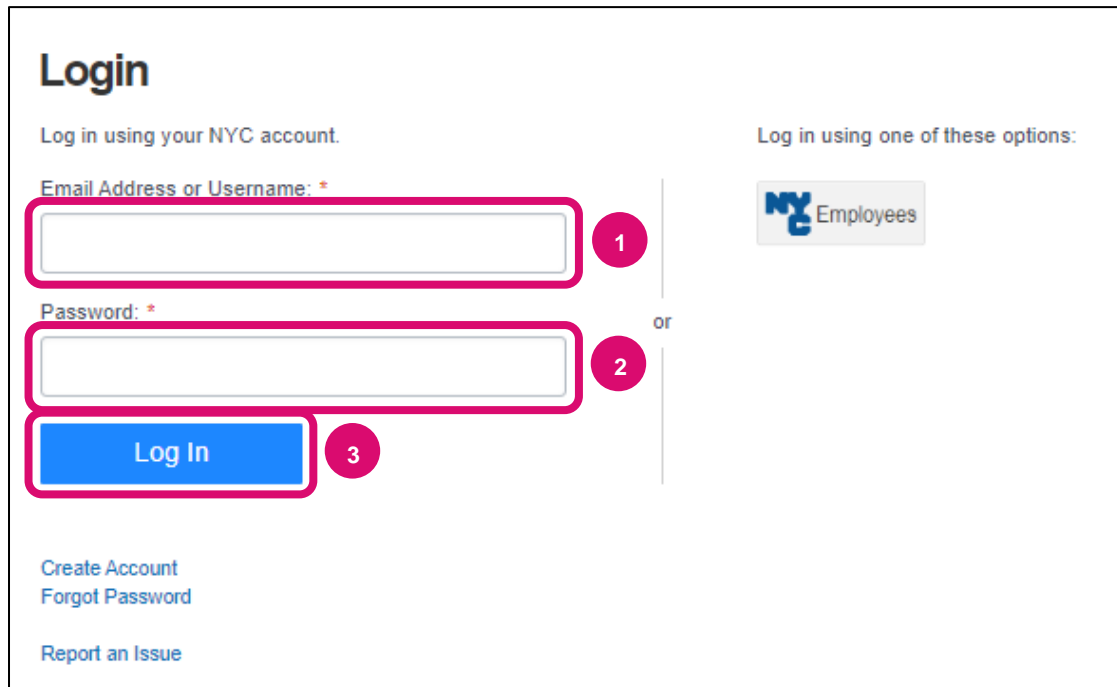 Login
Log in using your NYC account.
Email Address or Username: *
1
Password: *
2
Log In
3
or
Log in using one of these options:
NYC Employees
Create Account
Forgot Password
Report an Issue